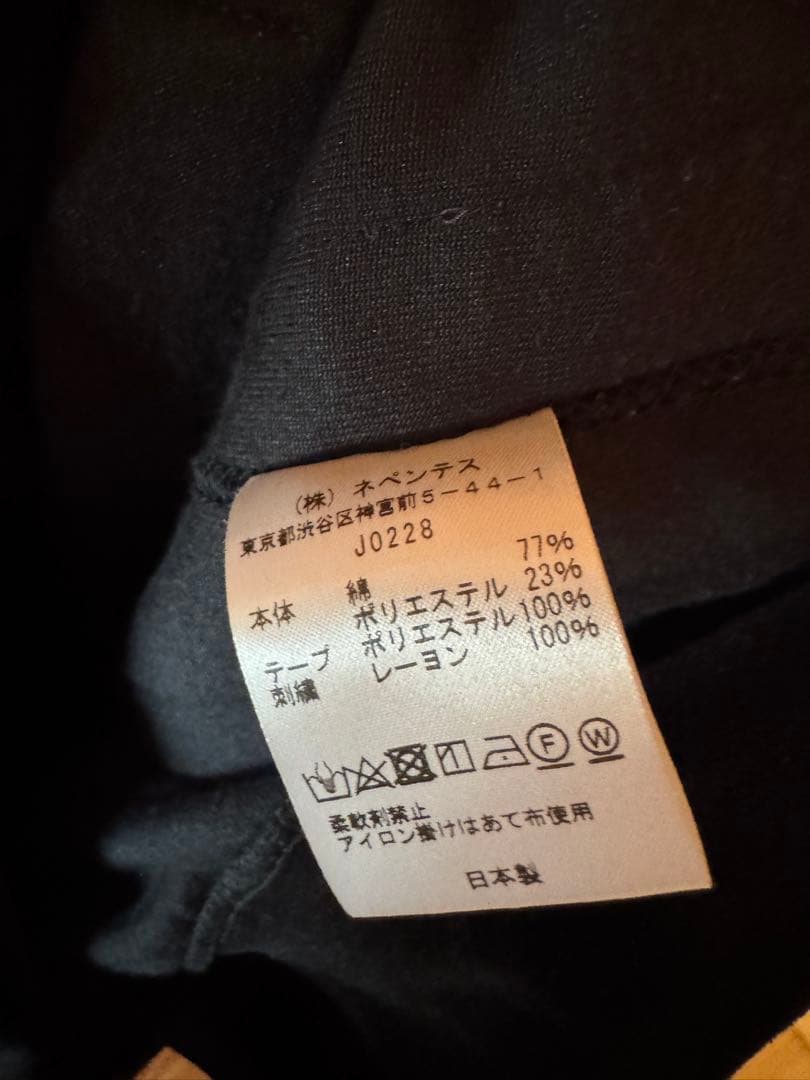 (株) ネペンテス
東京都渋谷区神宮前5-44-1
J0228
本体 綿 77%
ポリエステル 23%
テープ ポリエステル 100%
刺繍 レーヨン 100%
F W
柔軟剤禁止
アイロン掛けはあて布使用
日本製